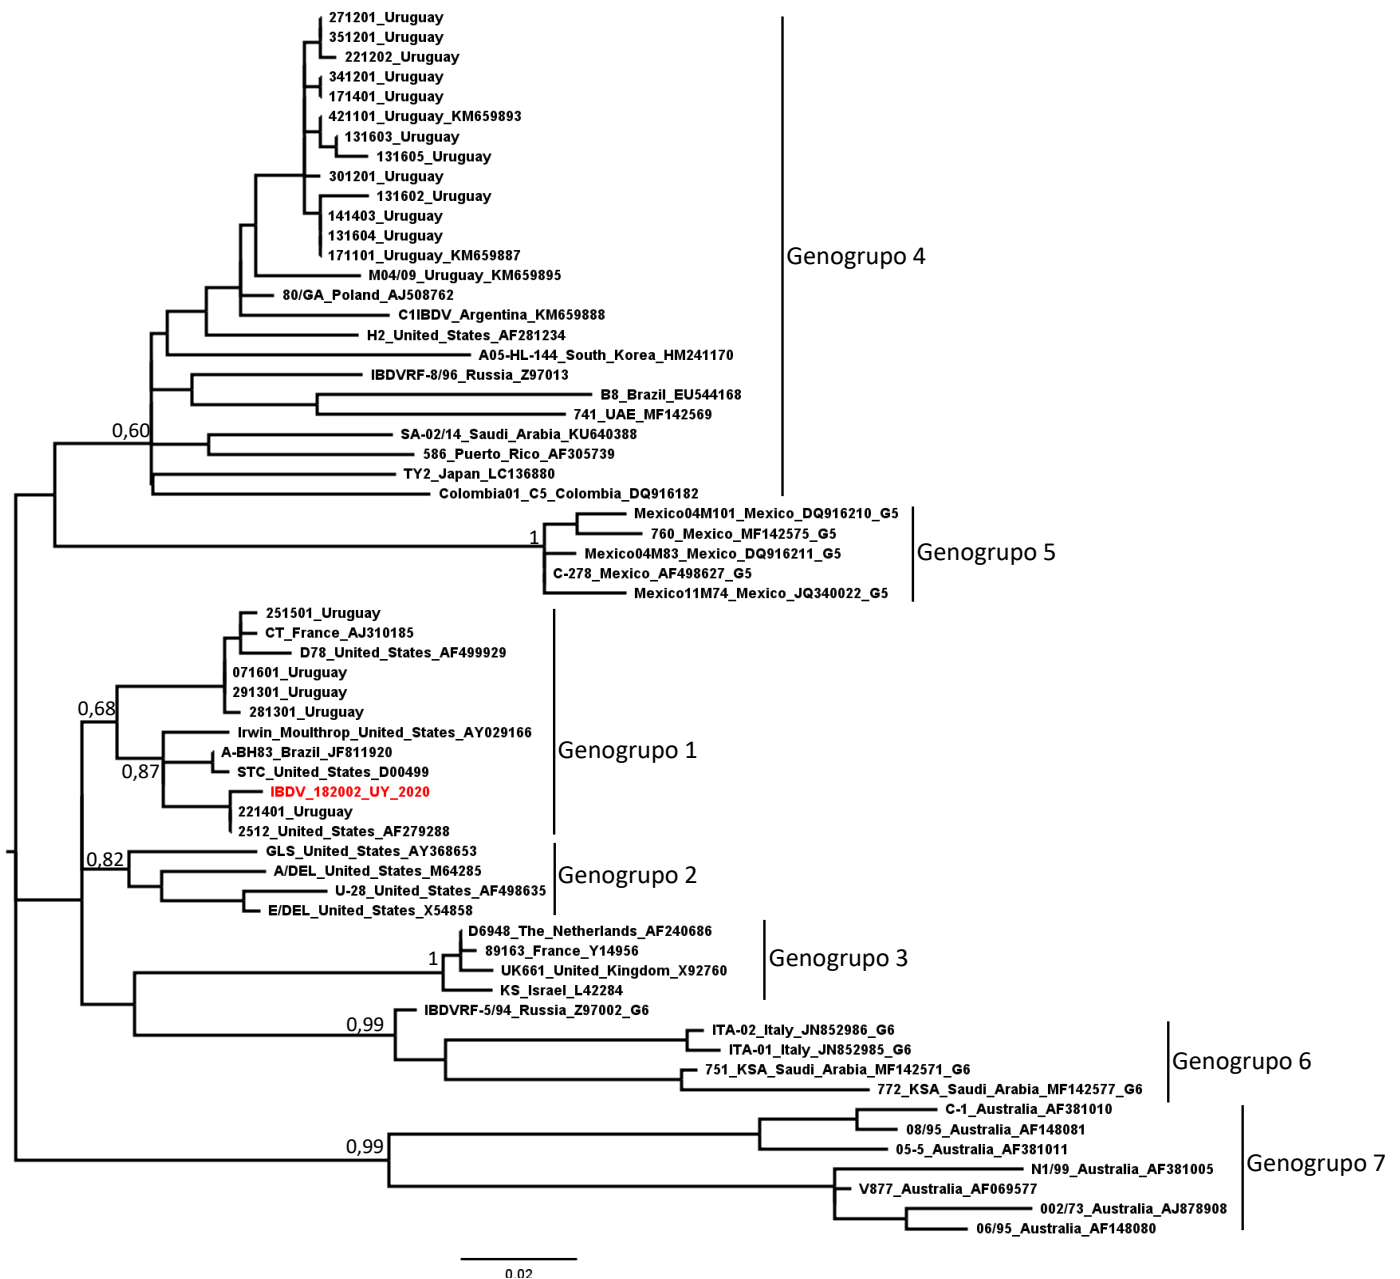 271201_Uruguay
351201_Uruguay
221202_Uruguay
341201_Uruguay
171401_Uruguay
421101_Uruguay_KM659893
131603_Uruguay
131605_Uruguay
301201_Uruguay
131602_Uruguay
141403_Uruguay
131604_Uruguay
171101_Uruguay_KM659887
Genogrupo 4
M04/09_Uruguay_KM659895
80/GA_Poland_AJ508762
C1IBDV_Argentina_KM659888
H2_United_States_AF281234
A05-HL-144_South_Korea_HM241170
IBDVRF-8/96_Russia_Z97013
B8_Brazil_EU544168
741_UAE_MF142569
0,60
SA-02/14_Saudi_Arabia_KU640388
586_Puerto_Rico_AF305739
TY2_Japan_LC136880
Colombia01_C5_Colombia_DQ916182
Mexico04M101_Mexico_DQ916210_G5
1
760_Mexico_MF142575_G5
Mexico04M83_Mexico_DQ916211_G5
Genogrupo 5
C-278_Mexico_AF498627_G5
Mexico11M74_Mexico_JQ340022_G5
251501_Uruguay
CT_France_AJ310185
D78_United_States_AF499929
071601_Uruguay
291301_Uruguay
0,68
281301_Uruguay
Irwin_Moulthrop_United_States_AY029166
A-BH83_Brazil_JF811920
Genogrupo 1
0,87
STC_United_States_D00499
IBDV_182002_UY_2020
221401_Uruguay
2512_United_States_AF279288
0,82
GLS_United_States_AY368653
A/DEL_United_States_M64285
Genogrupo 2
U-28_United_States_AF498635
E/DEL_United_States_X54858
D6948_The_Netherlands_AF240686
89163_France_Y14956
1
Genogrupo 3
UK661_United_Kingdom_X92760
KS_Israel_L42284
IBDVRF-5/94_Russia_Z97002_G6
0,99
ITA-02_Italy_JN852986_G6
ITA-01_Italy_JN852985_G6
Genogrupo 6
751_KSA_Saudi_Arabia_MF142571_G6
772_KSA_Saudi_Arabia_MF142577_G6
C-1_Australia_AF381010
08/95_Australia_AF148081
0,99
05-5_Australia_AF381011
Genogrupo 7
N1/99_Australia_AF381005
V877_Australia_AF069577
002/73_Australia_AJ878908
06/95_Australia_AF148080
0.02